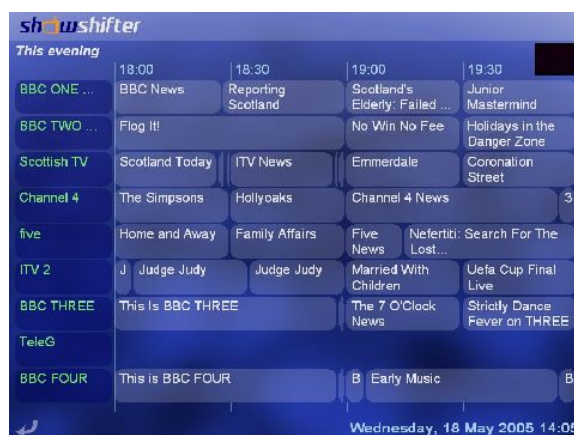 showshifter
This evening
18:00 18:30 19:00 19:30
BBC ONE ... BBC News Reporting Scotland Scotland's Elderly: Failed ... Junior Mastermind
BBC TWO ... Flog It! No Win No Fee Holidays in the Danger Zone
Scottish TV Scotland Today ITV News Emmerdale Coronation Street
Channel 4 The Simpsons Hollyoaks Channel 4 News 3
five Home and Away Family Affairs Five News Nefertiti: Search For The Lost...
ITV 2 J Judge Judy Judge Judy Married With Children Uefa Cup Final Live
BBC THREE This Is BBC THREE The 7 O'Clock News Strictly Dance Fever on THREE
TeleG
BBC FOUR This is BBC FOUR B Early Music B
Wednesday, 18 May 2005 14:05